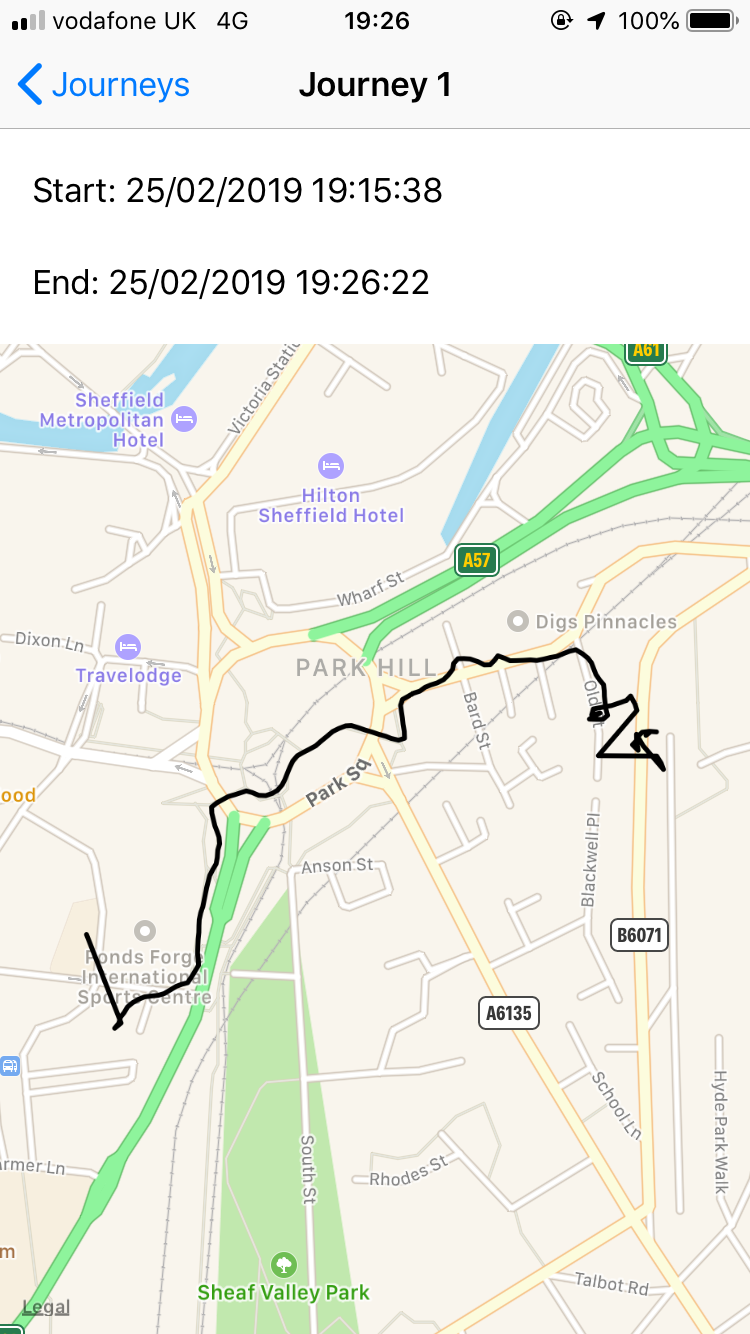 vodafone UK 4G 19:26 100%
Journeys Journey 1
Start: 25/02/2019 19:15:38
End: 25/02/2019 19:26:22
A61
Victoria Static
Sheffield
Metropolitan
Hotel
Hilton
Sheffield Hotel
A57
Wharf St
Digs Pinnacles
Dixon Ln
Travelodge
PARK HILL
Bard St
Park Sq
ood
Anson St
Blackwell Pl
Ponds Forge
International
Sports Centre
B6071
A6135
School Ln
Hyde Park Walk
South St
Rhodes St
armer Ln
m
Sheaf Valley Park
Talbot Rd
Legal